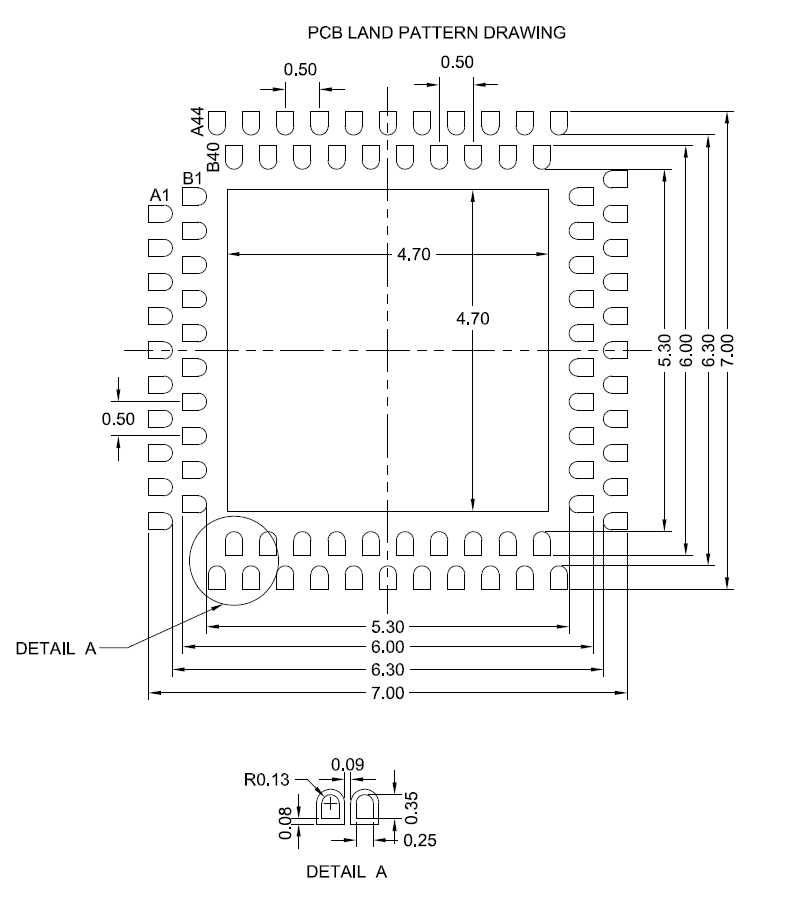 PCB LAND PATTERN DRAWING
0.50
0.50
A44
B40
B1
A1
4.70
4.70
5.30
6.00
6.30
7.00
0.50
5.30
6.00
6.30
7.00
DETAIL A
0.09
R0.13
0.08
0.35
0.25
DETAIL A